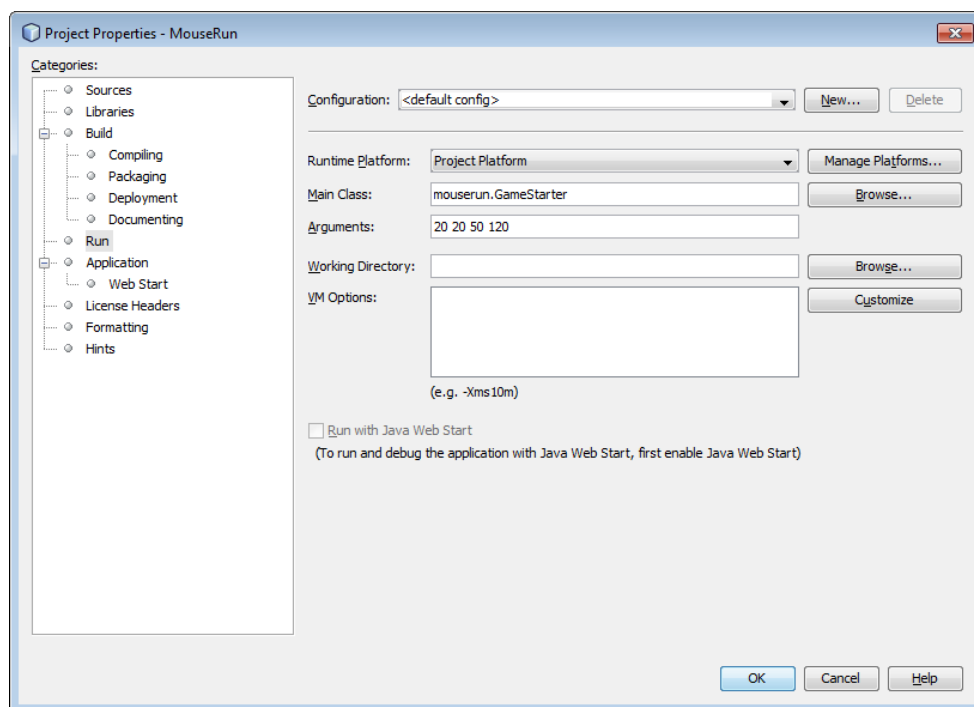 Project Properties - MouseRun
Categories:
Sources
Libraries
Build
Compiling
Packaging
Deployment
Documenting
Run
Application
Web Start
License Headers
Formatting
Hints
Configuration: <default config> New... Delete
Runtime Platform: Project Platform Manage Platforms...
Main Class: mouserun.GameStarter Browse...
Arguments: 20 20 50 120
Working Directory: Browse...
VM Options: Customize
(e.g. -Xms10m)
Run with Java Web Start
(To run and debug the application with Java Web Start, first enable Java Web Start)
OK Cancel Help